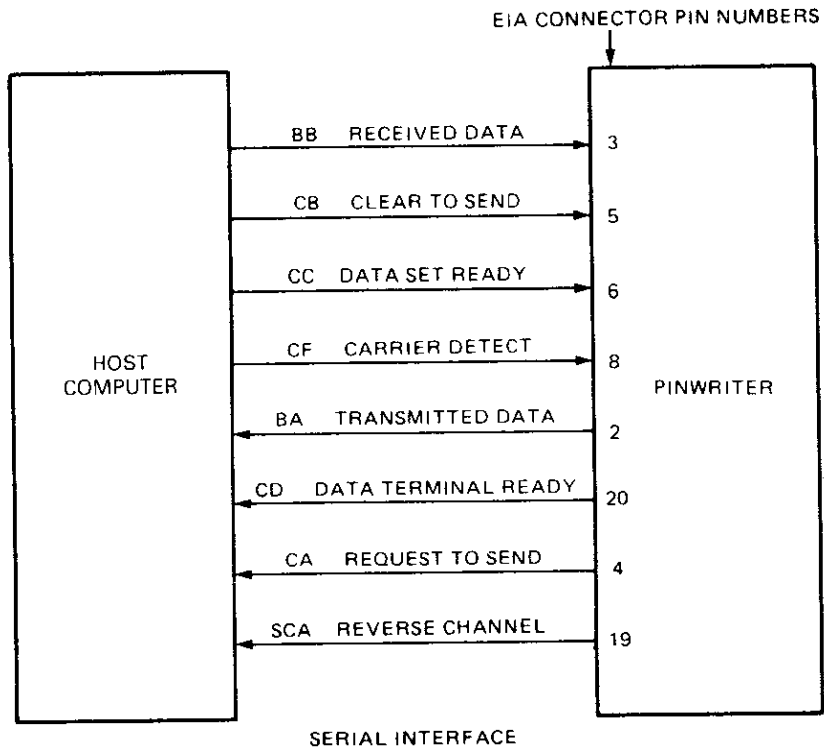 EIA CONNECTOR PIN NUMBERS
BB RECEIVED DATA 3
CB CLEAR TO SEND 5
CC DATA SET READY 6
CF CARRIER DETECT 8
HOST
COMPUTER
PINWRITER
BA TRANSMITTED DATA 2
CD DATA TERMINAL READY 20
CA REQUEST TO SEND 4
SCA REVERSE CHANNEL 19
SERIAL INTERFACE